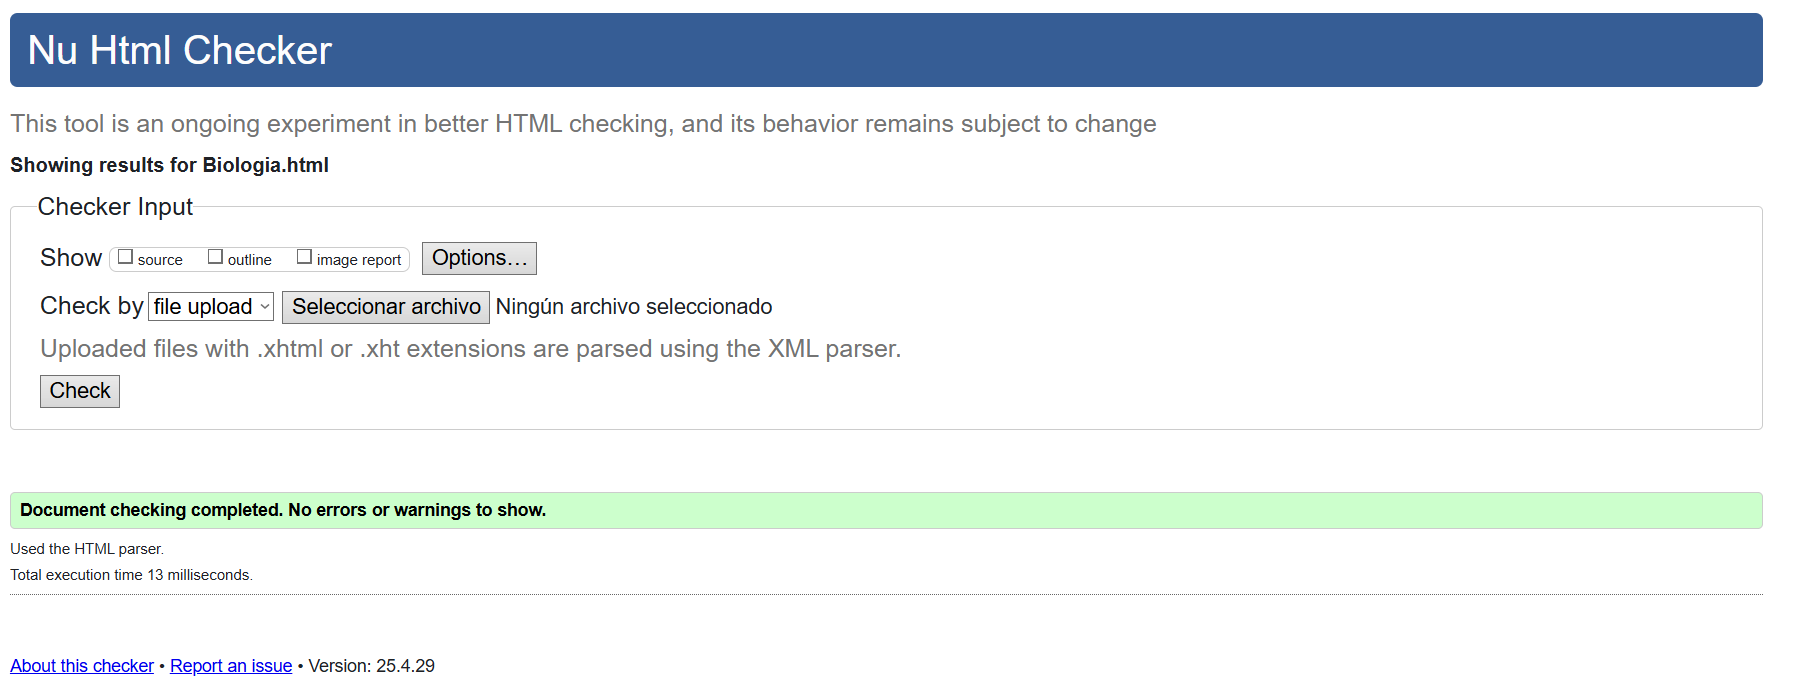 Nu Html Checker
This tool is an ongoing experiment in better HTML checking, and its behavior remains subject to change
Showing results for Biologia.html
Checker Input
Show source outline image report Options...
Check by file upload Seleccionar archivo Ningún archivo seleccionado
Uploaded files with .xhtml or .xht extensions are parsed using the XML parser.
Check
Document checking completed. No errors or warnings to show.
Used the HTML parser.
Total execution time 13 milliseconds.
About this checker • Report an issue • Version: 25.4.29